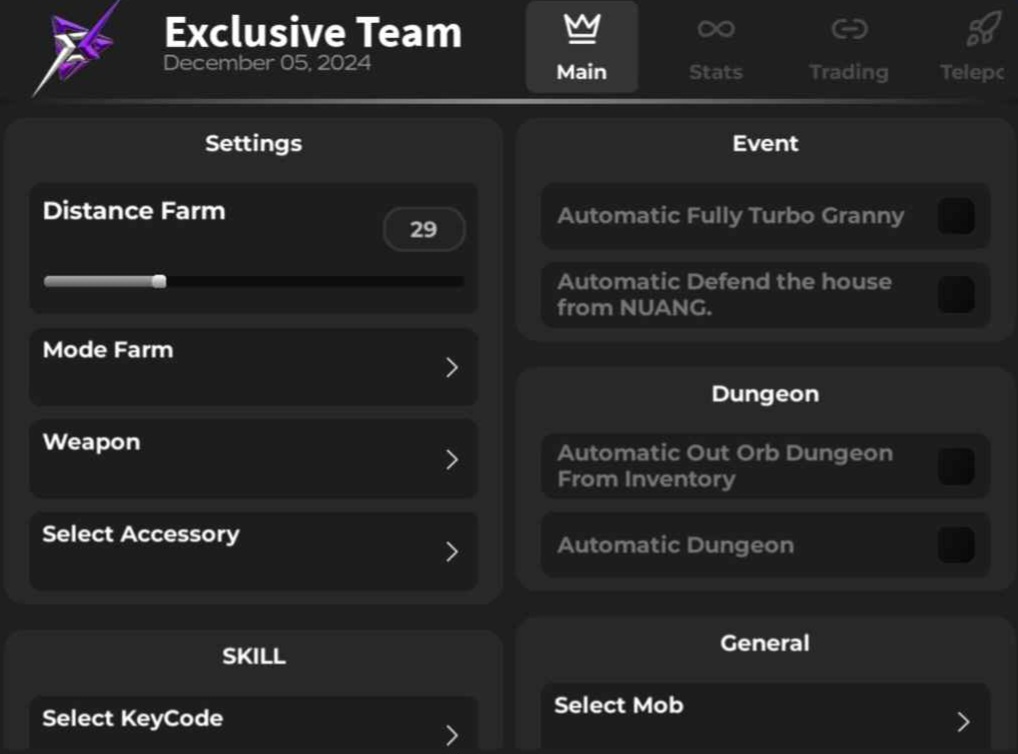 Exclusive Team
December 05, 2024
Main
Stats
Trading
Settings
Distance Farm
29
Mode Farm
Weapon
Select Accessory
SKILL
Select KeyCode
Event
Automatic Fully Turbo Granny
Automatic Defend the house
from NUANG.
Dungeon
Automatic Out Orb Dungeon
From Inventory
Automatic Dungeon
General
Select Mob